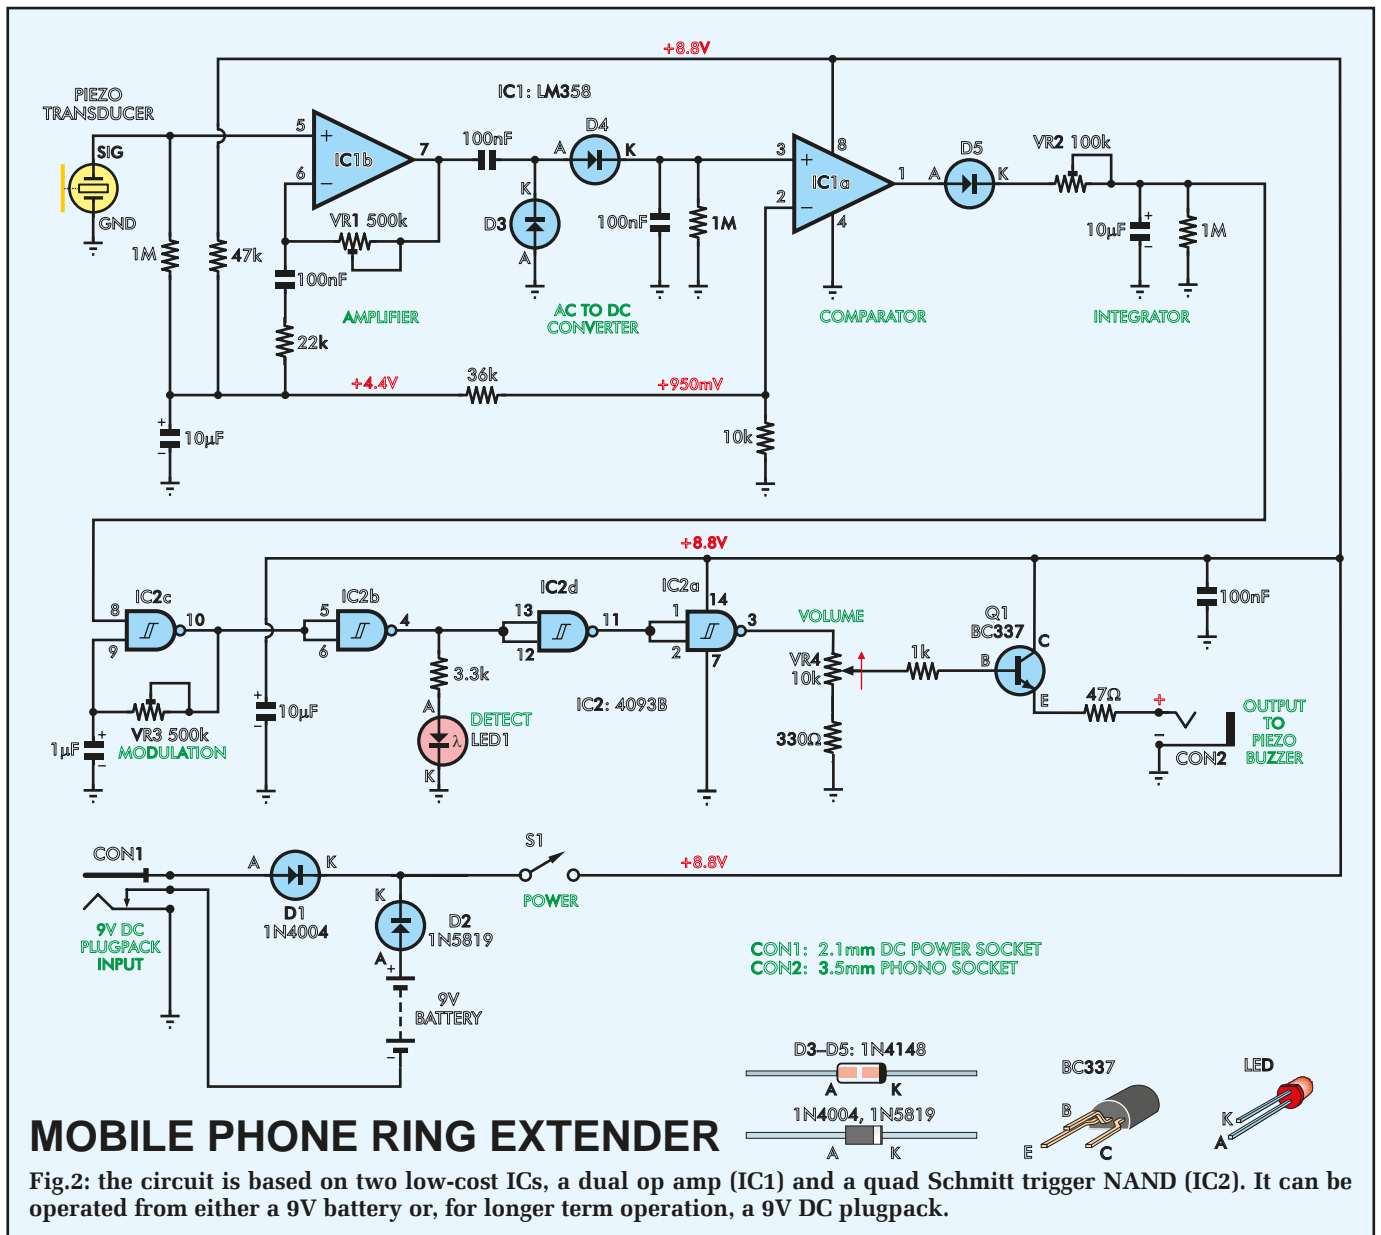 +8.8V
PIEZO
TRANSDUCER
IC1: LM358
SIG
GND
5
+
IC1b
7
6
−
100nF
A
D4
K
K
D3
A
100nF
1M
3
+
8
IC1a
1
2
−
4
A
D5
K
VR2 100k
+
10µF
−
1M
VR1 500k
1M
47k
100nF
22k
AMPLIFIER
AC TO DC
CONVERTER
COMPARATOR
INTEGRATOR
+4.4V
36k
+950mV
+
10µF
−
10k
+8.8V
IC2c
8
10
9
IC2b
5
4
6
IC2d
13
11
12
IC2a
14
1
3
2
7
VOLUME
VR4
10k
1k
Q1
BC337
B
C
E
100nF
47Ω
+
−
CON2
OUTPUT
TO
PIEZO
BUZZER
VR3 500k
MODULATION
+
1µF
−
+
10µF
−
3.3k
A
DETECT
LED1
λ
K
IC2: 4093B
330Ω
CON1
A
K
D1
1N4004
S1
POWER
+8.8V
9V DC
PLUGPACK
INPUT
K
D2
1N5819
A
+
9V
BATTERY
−
CON1: 2.1mm DC POWER SOCKET
CON2: 3.5mm PHONO SOCKET
D3–D5: 1N4148
A
K
1N4004, 1N5819
A
K
BC337
B
E
C
LED
K
A
MOBILE PHONE RING EXTENDER
Fig.2: the circuit is based on two low-cost ICs, a dual op amp (IC1) and a quad Schmitt trigger NAND (IC2). It can be
operated from either a 9V battery or, for longer term operation, a 9V DC plugpack.